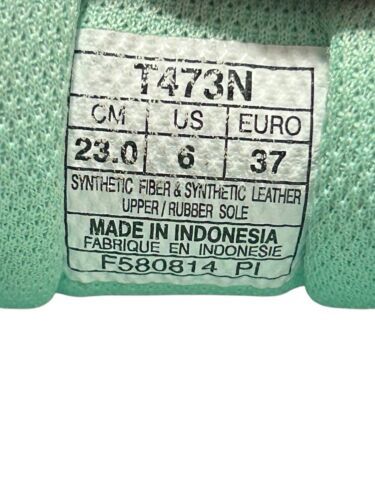 T473N
CM US EURO
23.0 6 37
SYNTHETIC FIBER & SYNTHETIC LEATHER
UPPER / RUBBER SOLE
MADE IN INDONESIA
FABRIQUE EN INDONESIE
F580814 PI